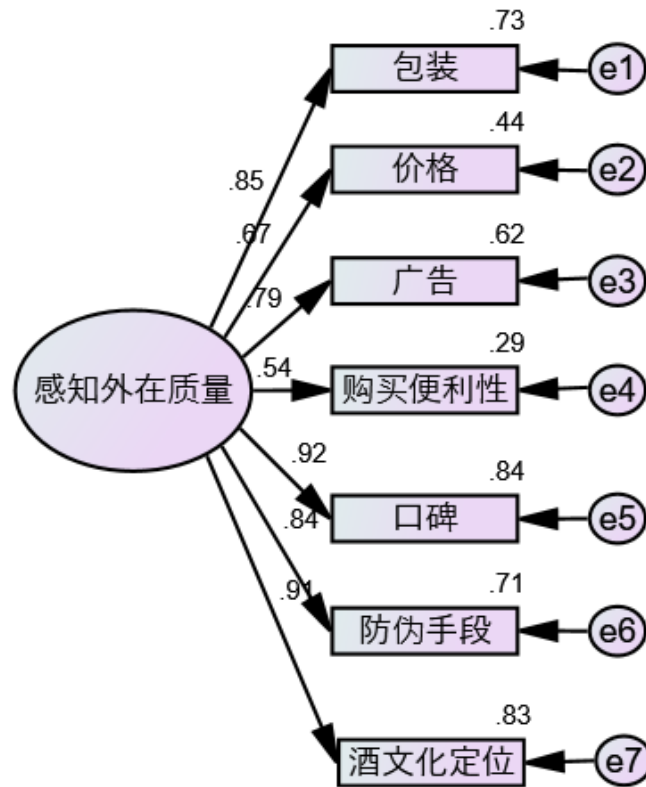 .73
包装
e1
.85
.44
价格
e2
.67
.62
广告
e3
.79
.29
感知外在质量
.54
购买便利性
e4
.92
.84
口碑
e5
.84
.71
防伪手段
e6
.91
.83
酒文化定位
e7